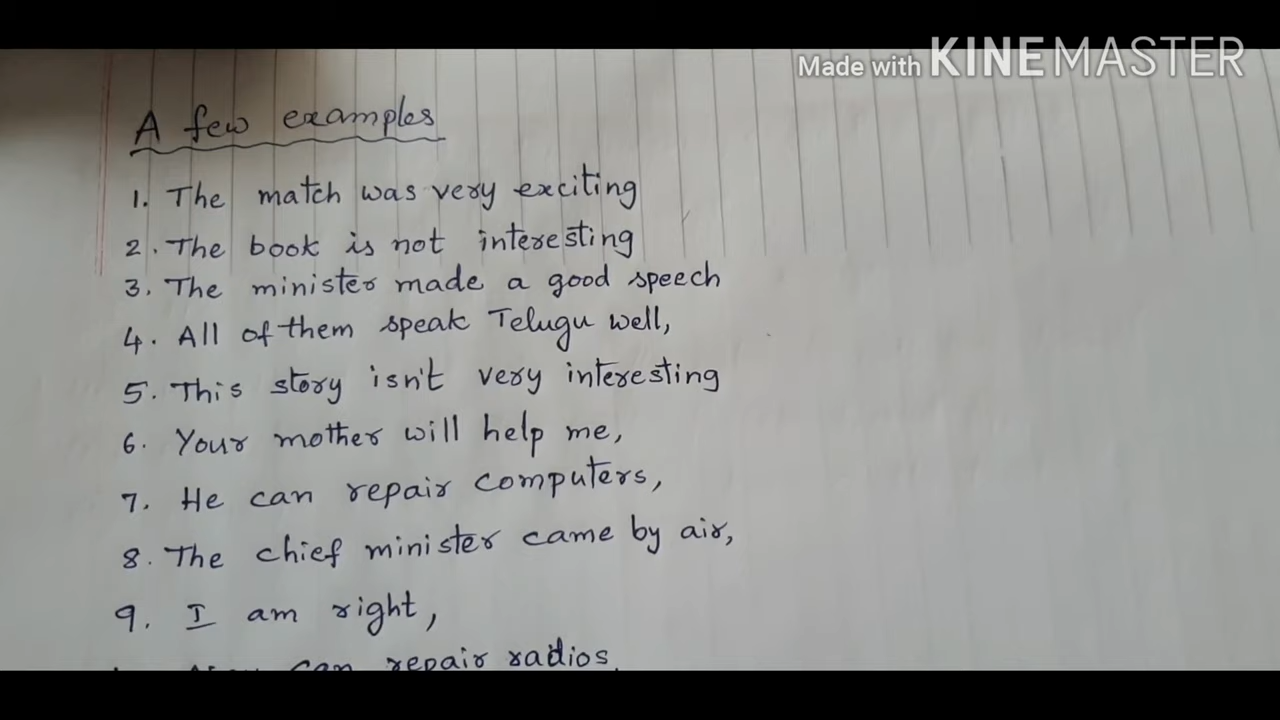 Made with KINEMASTER
A few examples
1. The match was very exciting
2. The book is not interesting
3. The minister made a good speech
4. All of them speak Telugu well,
5. This story isn't very interesting
6. Your mother will help me,
7. He can repair computers,
8. The chief minister came by air,
9. I am right,
can repair radios.